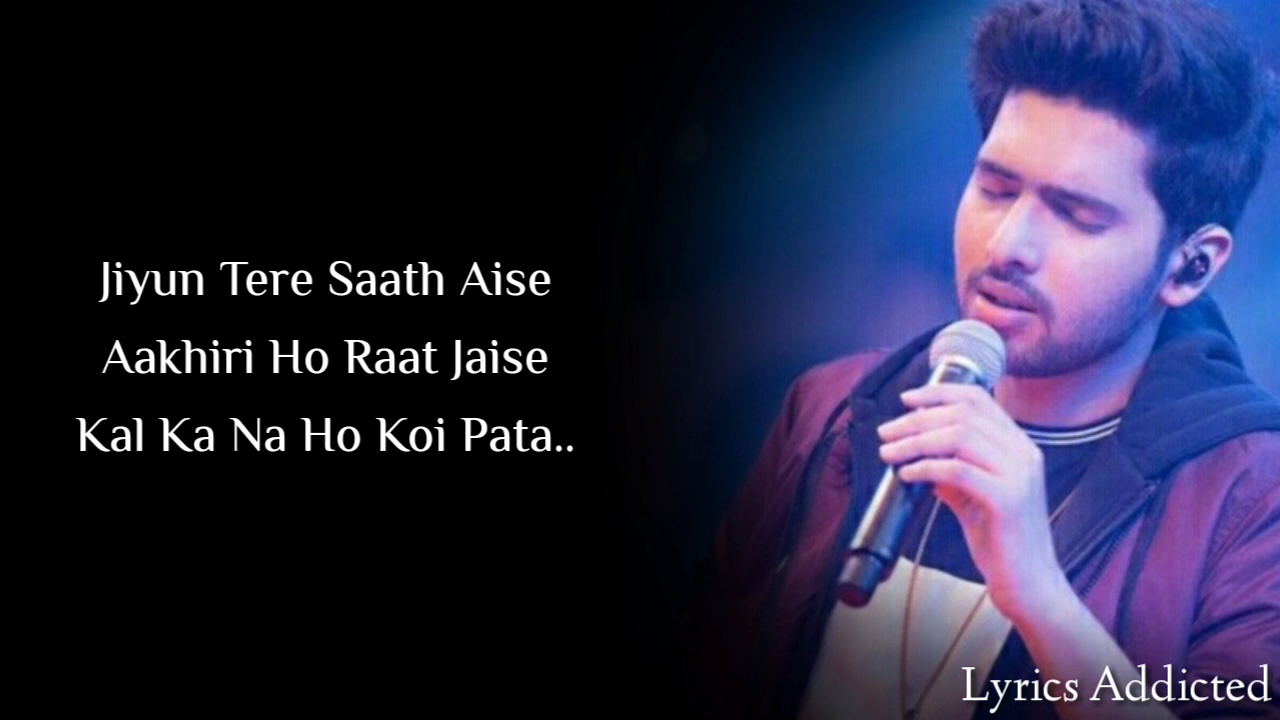 Jiyun Tere Saath Aise
Aakhiri Ho Raat Jaise
Kal Ka Na Ho Koi Pata..
Lyrics Addicted